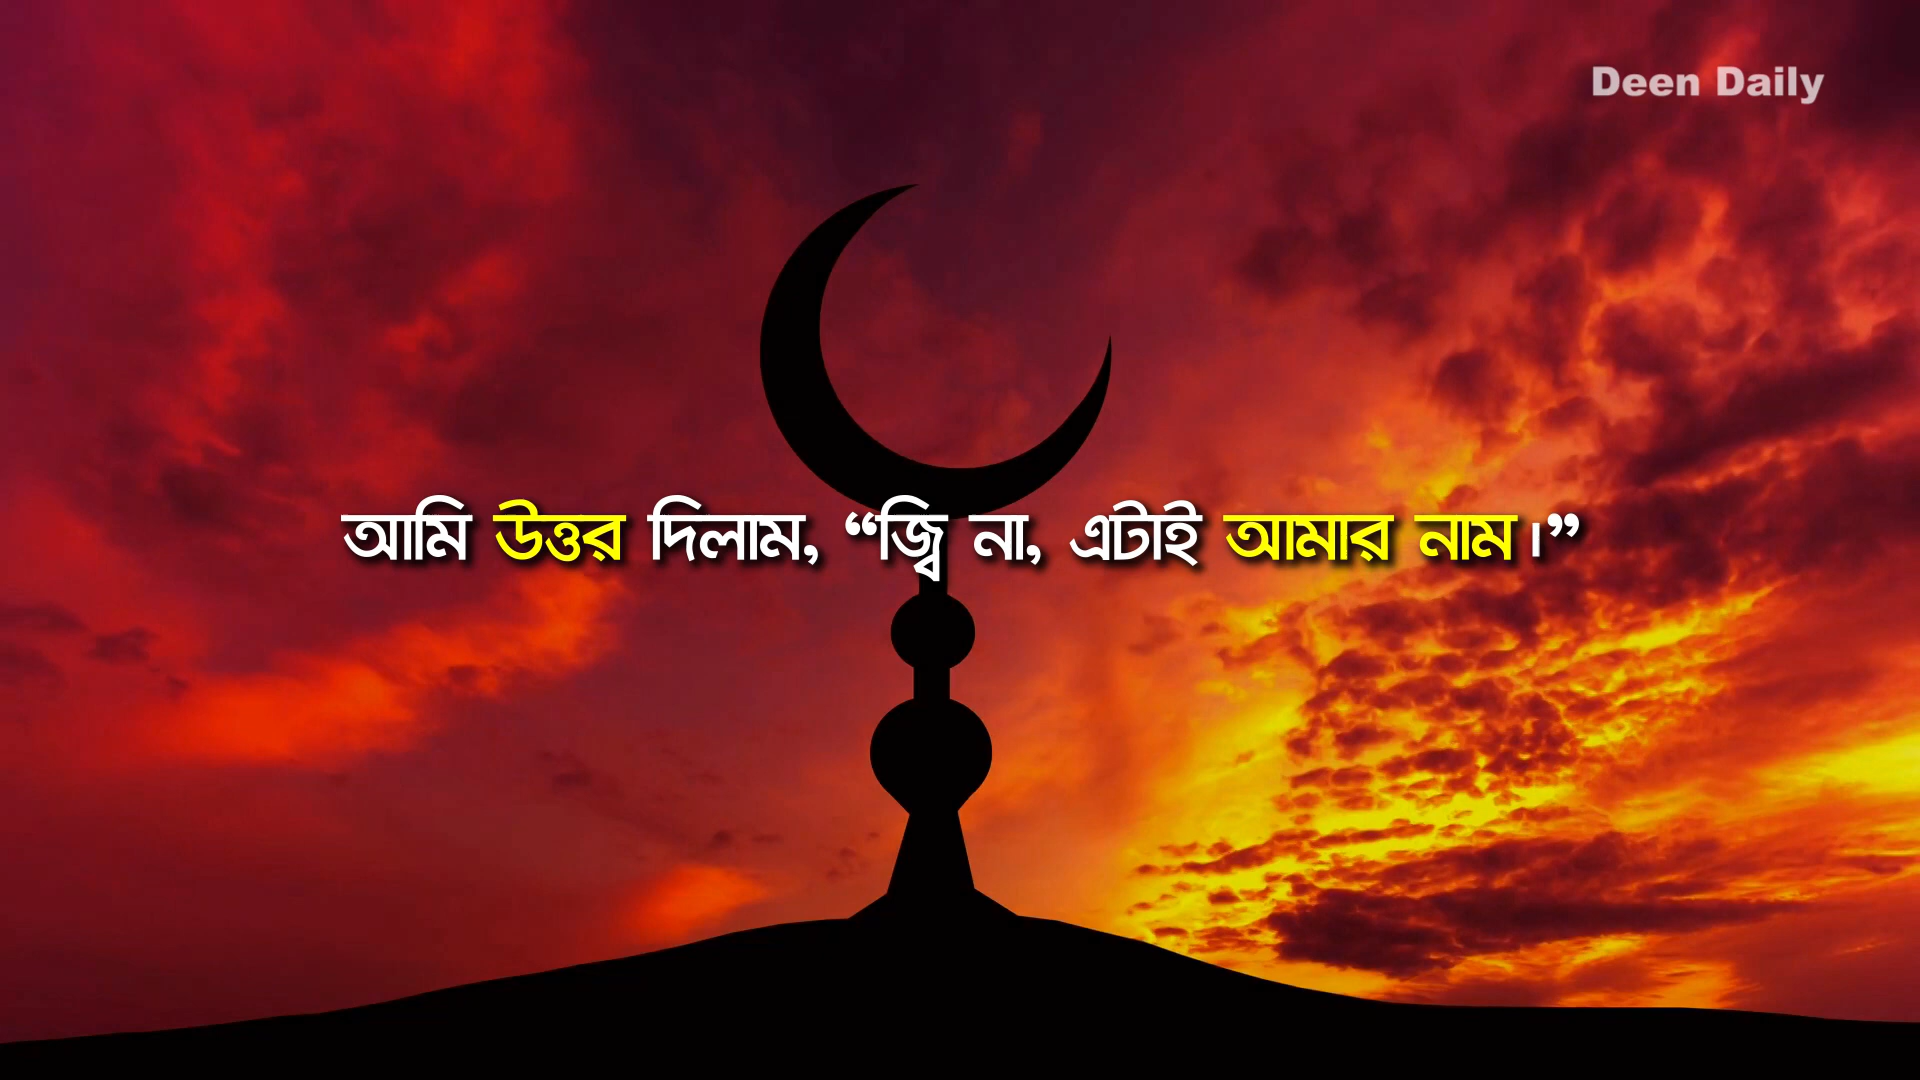 Deen Daily
আমি উত্তর দিলাম, “জ্বি না, এটাই আমার নাম।”